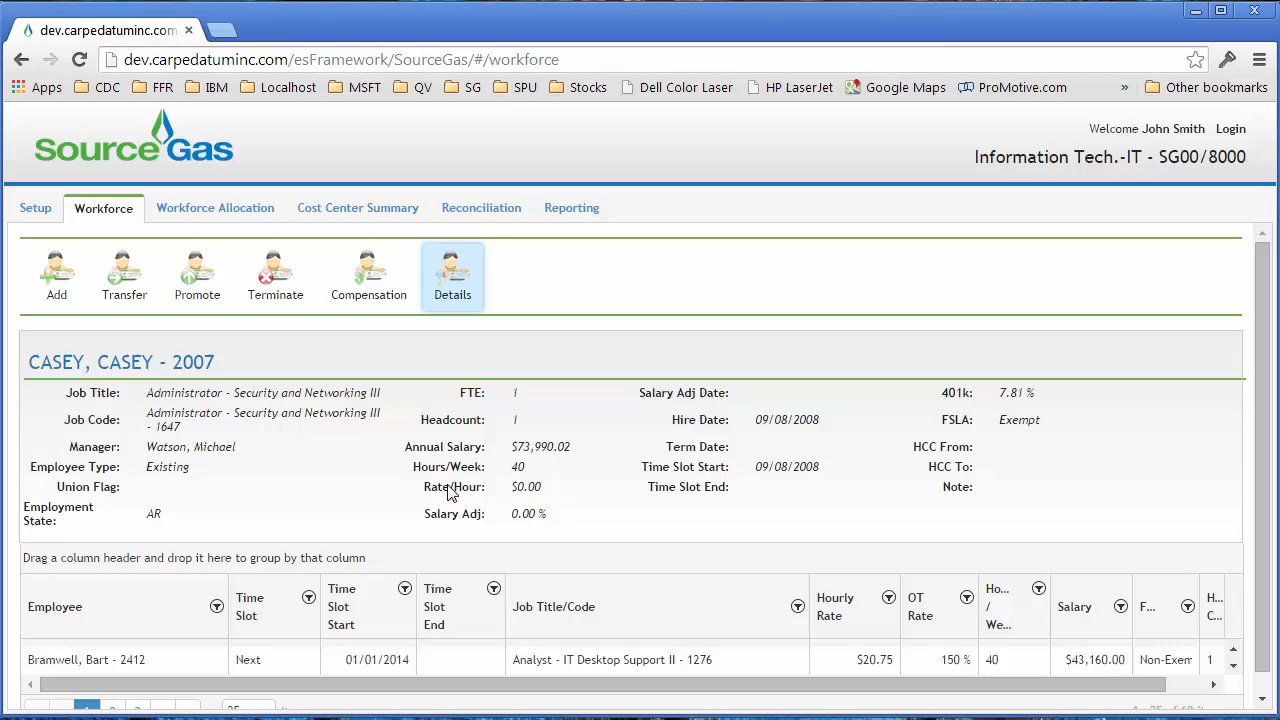 dev.carpedatuminc.com
dev.carpedatuminc.com/esFramework/SourceGas/#/workforce
Apps CDC FFR IBM Localhost MSFT QV SG SPU Stocks Dell Color Laser HP LaserJet Google Maps ProMotive.com » Other bookmarks
SourceGas
Welcome John Smith Login
Information Tech.-IT - SG00/8000
Setup Workforce Workforce Allocation Cost Center Summary Reconciliation Reporting
Add Transfer Promote Terminate Compensation Details
CASEY, CASEY - 2007
Job Title: Administrator - Security and Networking III FTE: 1 Salary Adj Date: 401k: 7.81 %
Job Code: Administrator - Security and Networking III - 1647 Headcount: 1 Hire Date: 09/08/2008 FSLA: Exempt
Manager: Watson, Michael Annual Salary: $73,990.02 Term Date: HCC From:
Employee Type: Existing Hours/Week: 40 Time Slot Start: 09/08/2008 HCC To:
Union Flag: Rate/Hour: $0.00 Time Slot End: Note:
Employment State: AR Salary Adj: 0.00 %
Drag a column header and drop it here to group by that column
Employee Time Slot Time Slot Start Time Slot End Job Title/Code Hourly Rate OT Rate Ho... / We... Salary F... H... C...
Bramwell, Bart - 2412 Next 01/01/2014 Analyst - IT Desktop Support II - 1276 $20.75 150 % 40 $43,160.00 Non-Exem 1